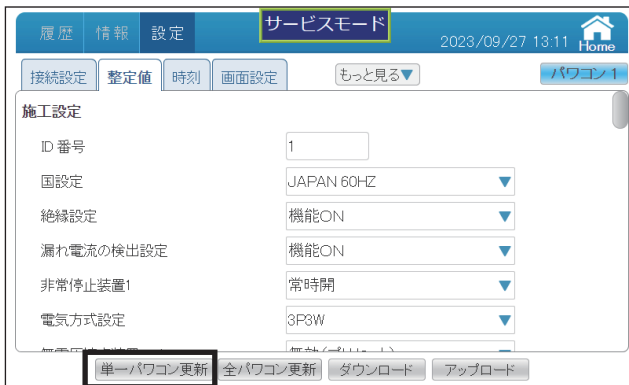 履歴 情報 設定 サービスモード 2023/09/27 13:11 Home
接続設定 整定値 時刻 画面設定 もっと見る▼ パワコン1
施工設定
ID番号 1
国設定 JAPAN 60HZ ▼
絶縁設定 機能ON ▼
漏れ電流の検出設定 機能ON ▼
非常停止装置1 常時開 ▼
電気方式設定 3P3W ▼
単一パワコン更新 全パワコン更新 ダウンロード アップロード